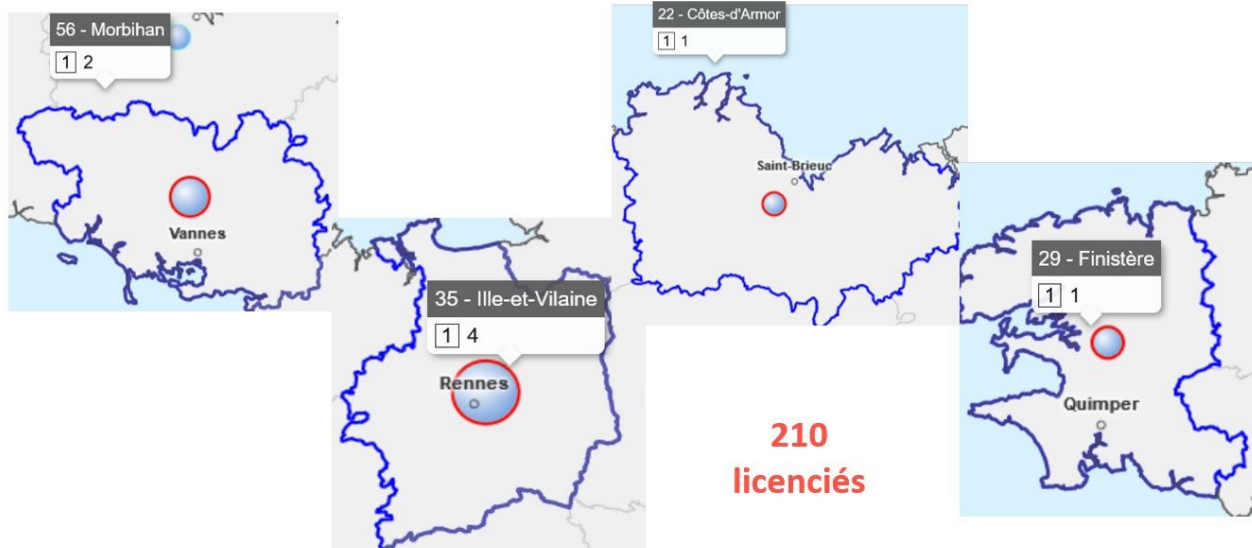 56 - Morbihan
1 2
Vannes
22 - Côtes-d'Armor
1 1
Saint-Brieuc
35 - Ille-et-Vilaine
1 4
Rennes
29 - Finistère
1 1
Quimper
210
licenciés